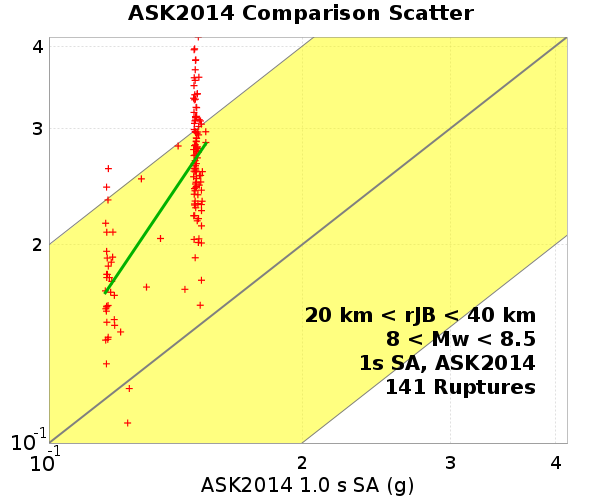 ASK2014 Comparison Scatter
4
3
2
10-1
10-1
2
3
4
20 km < rJB < 40 km
8 < Mw < 8.5
1s SA, ASK2014
141 Ruptures
ASK2014 1.0 s SA (g)